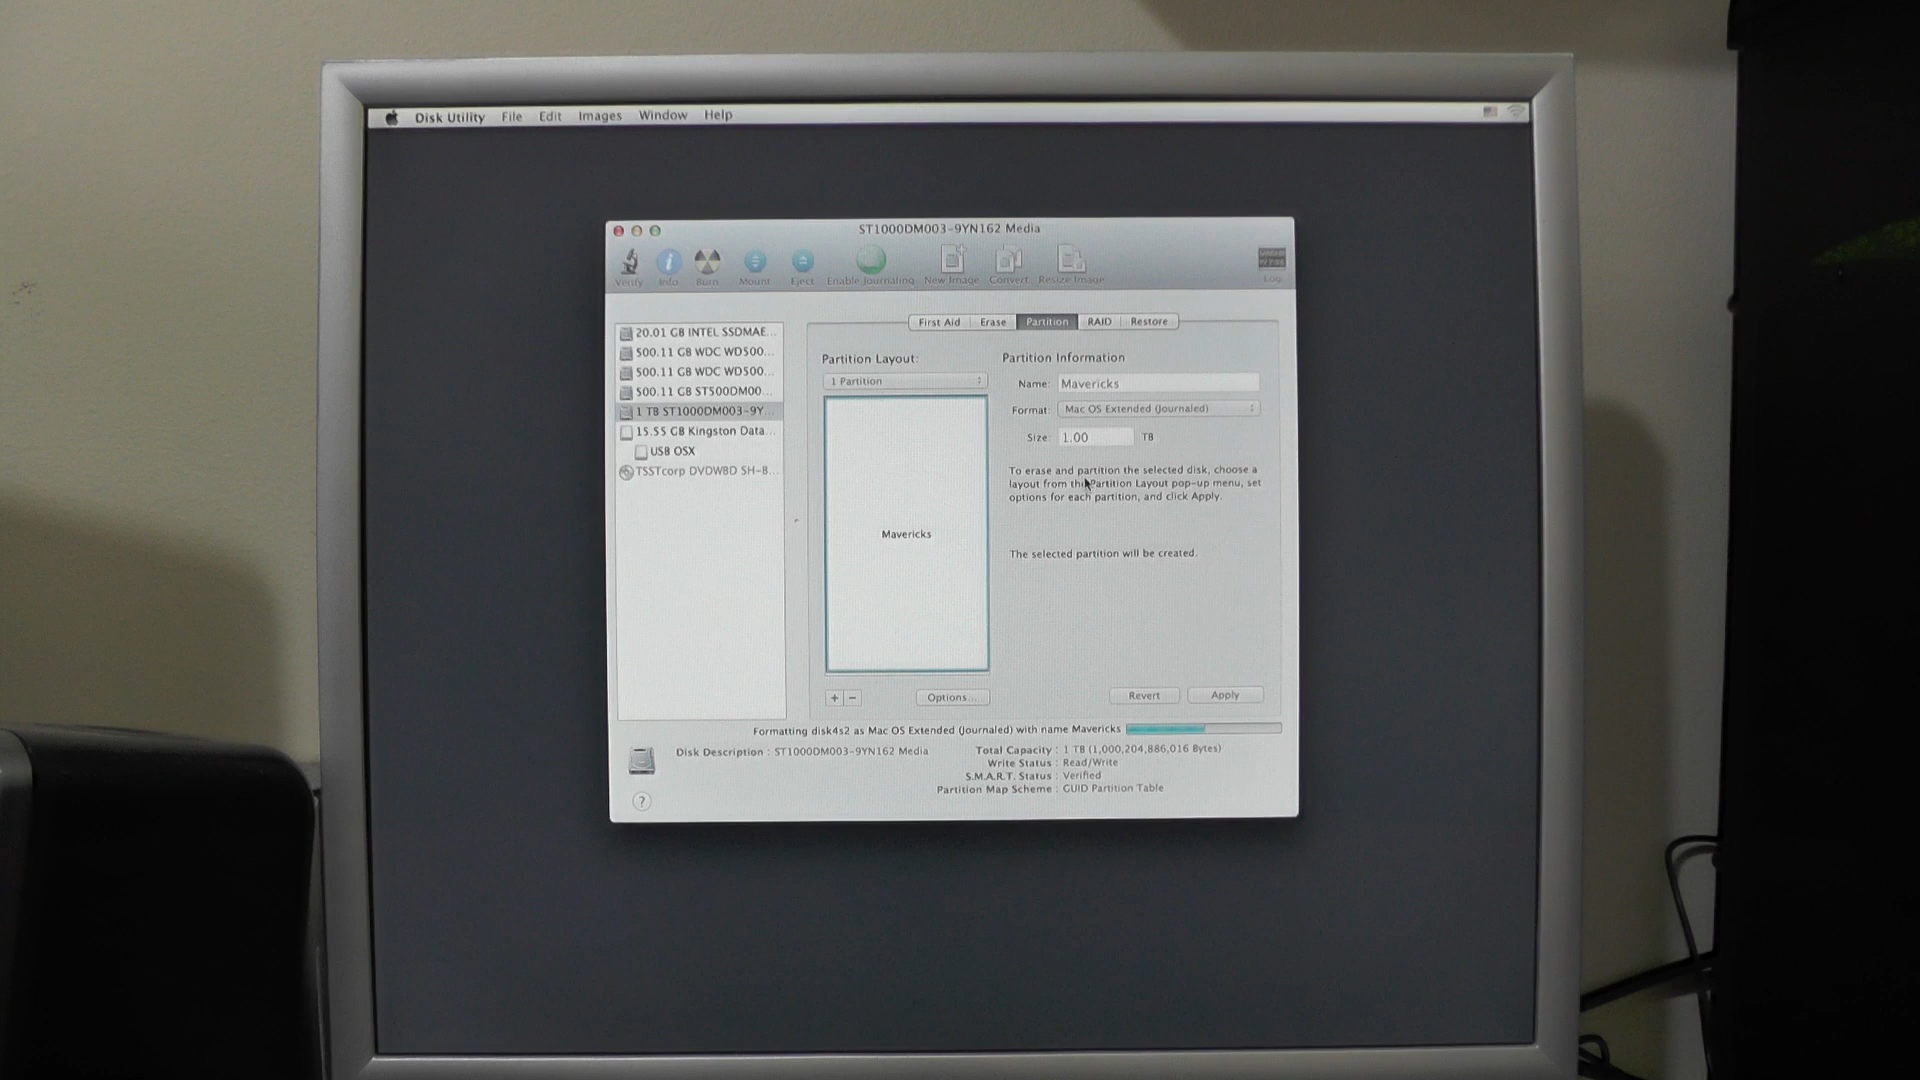 Disk Utility File Edit Images Window Help
ST1000DM003-9YN162 Media
Verify Info Burn Mount Eject Enable Journaling New Image Convert Resize Image Log
20.01 GB INTEL SSDMAE...
500.11 GB WDC WD500...
500.11 GB WDC WD500...
500.11 GB ST500DM00...
1 TB ST1000DM003-9Y...
15.55 GB Kingston Data...
USB OSX
TSSTcorp DVDWBD SH-B...
First Aid Erase Partition RAID Restore
Partition Layout:
1 Partition
Mavericks
+ − Options...
Partition Information
Name: Mavericks
Format: Mac OS Extended (Journaled)
Size: 1.00 TB
To erase and partition the selected disk, choose a
layout from the Partition Layout pop-up menu, set
options for each partition, and click Apply.
The selected partition will be created.
Revert Apply
Formatting disk4s2 as Mac OS Extended (Journaled) with name Mavericks
Disk Description : ST1000DM003-9YN162 Media
Total Capacity : 1 TB (1,000,204,886,016 Bytes)
Write Status : Read/Write
S.M.A.R.T. Status : Verified
Partition Map Scheme : GUID Partition Table
?